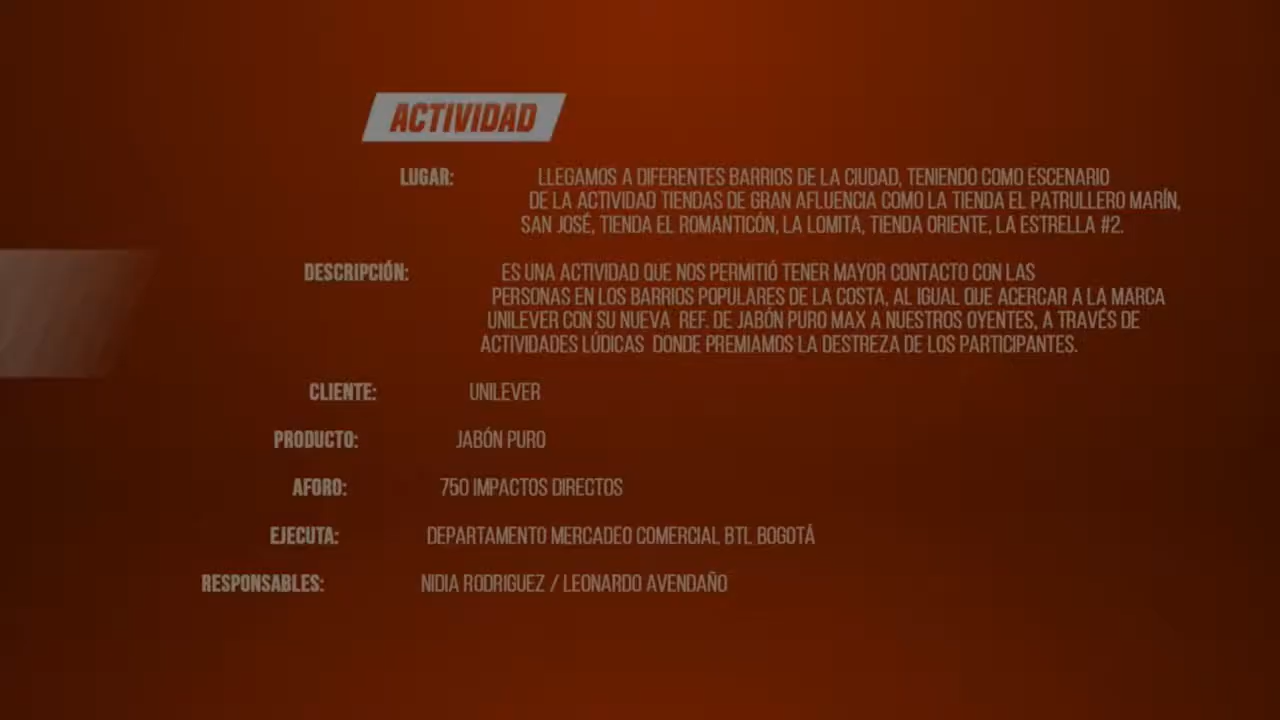 ACTIVIDAD
LUGAR: LLEGAMOS A DIFERENTES BARRIOS DE LA CIUDAD, TENIENDO COMO ESCENARIO
DE LA ACTIVIDAD TIENDAS DE GRAN AFLUENCIA COMO LA TIENDA EL PATRULLERO MARÍN,
SAN JOSÉ, TIENDA EL ROMANTICÓN, LA LOMITA, TIENDA ORIENTE, LA ESTRELLA #2.
DESCRIPCIÓN: ES UNA ACTIVIDAD QUE NOS PERMITIÓ TENER MAYOR CONTACTO CON LAS
PERSONAS EN LOS BARRIOS POPULARES DE LA COSTA, AL IGUAL QUE ACERCAR A LA MARCA
UNILEVER CON SU NUEVA REF. DE JABÓN PURO MAX A NUESTROS OYENTES, A TRAVÉS DE
ACTIVIDADES LÚDICAS DONDE PREMIAMOS LA DESTREZA DE LOS PARTICIPANTES.
CLIENTE: UNILEVER
PRODUCTO: JABÓN PURO
AFORO: 750 IMPACTOS DIRECTOS
EJECUTA: DEPARTAMENTO MERCADEO COMERCIAL BTL BOGOTÁ
RESPONSABLES: NIDIA RODRIGUEZ / LEONARDO AVENDAÑO